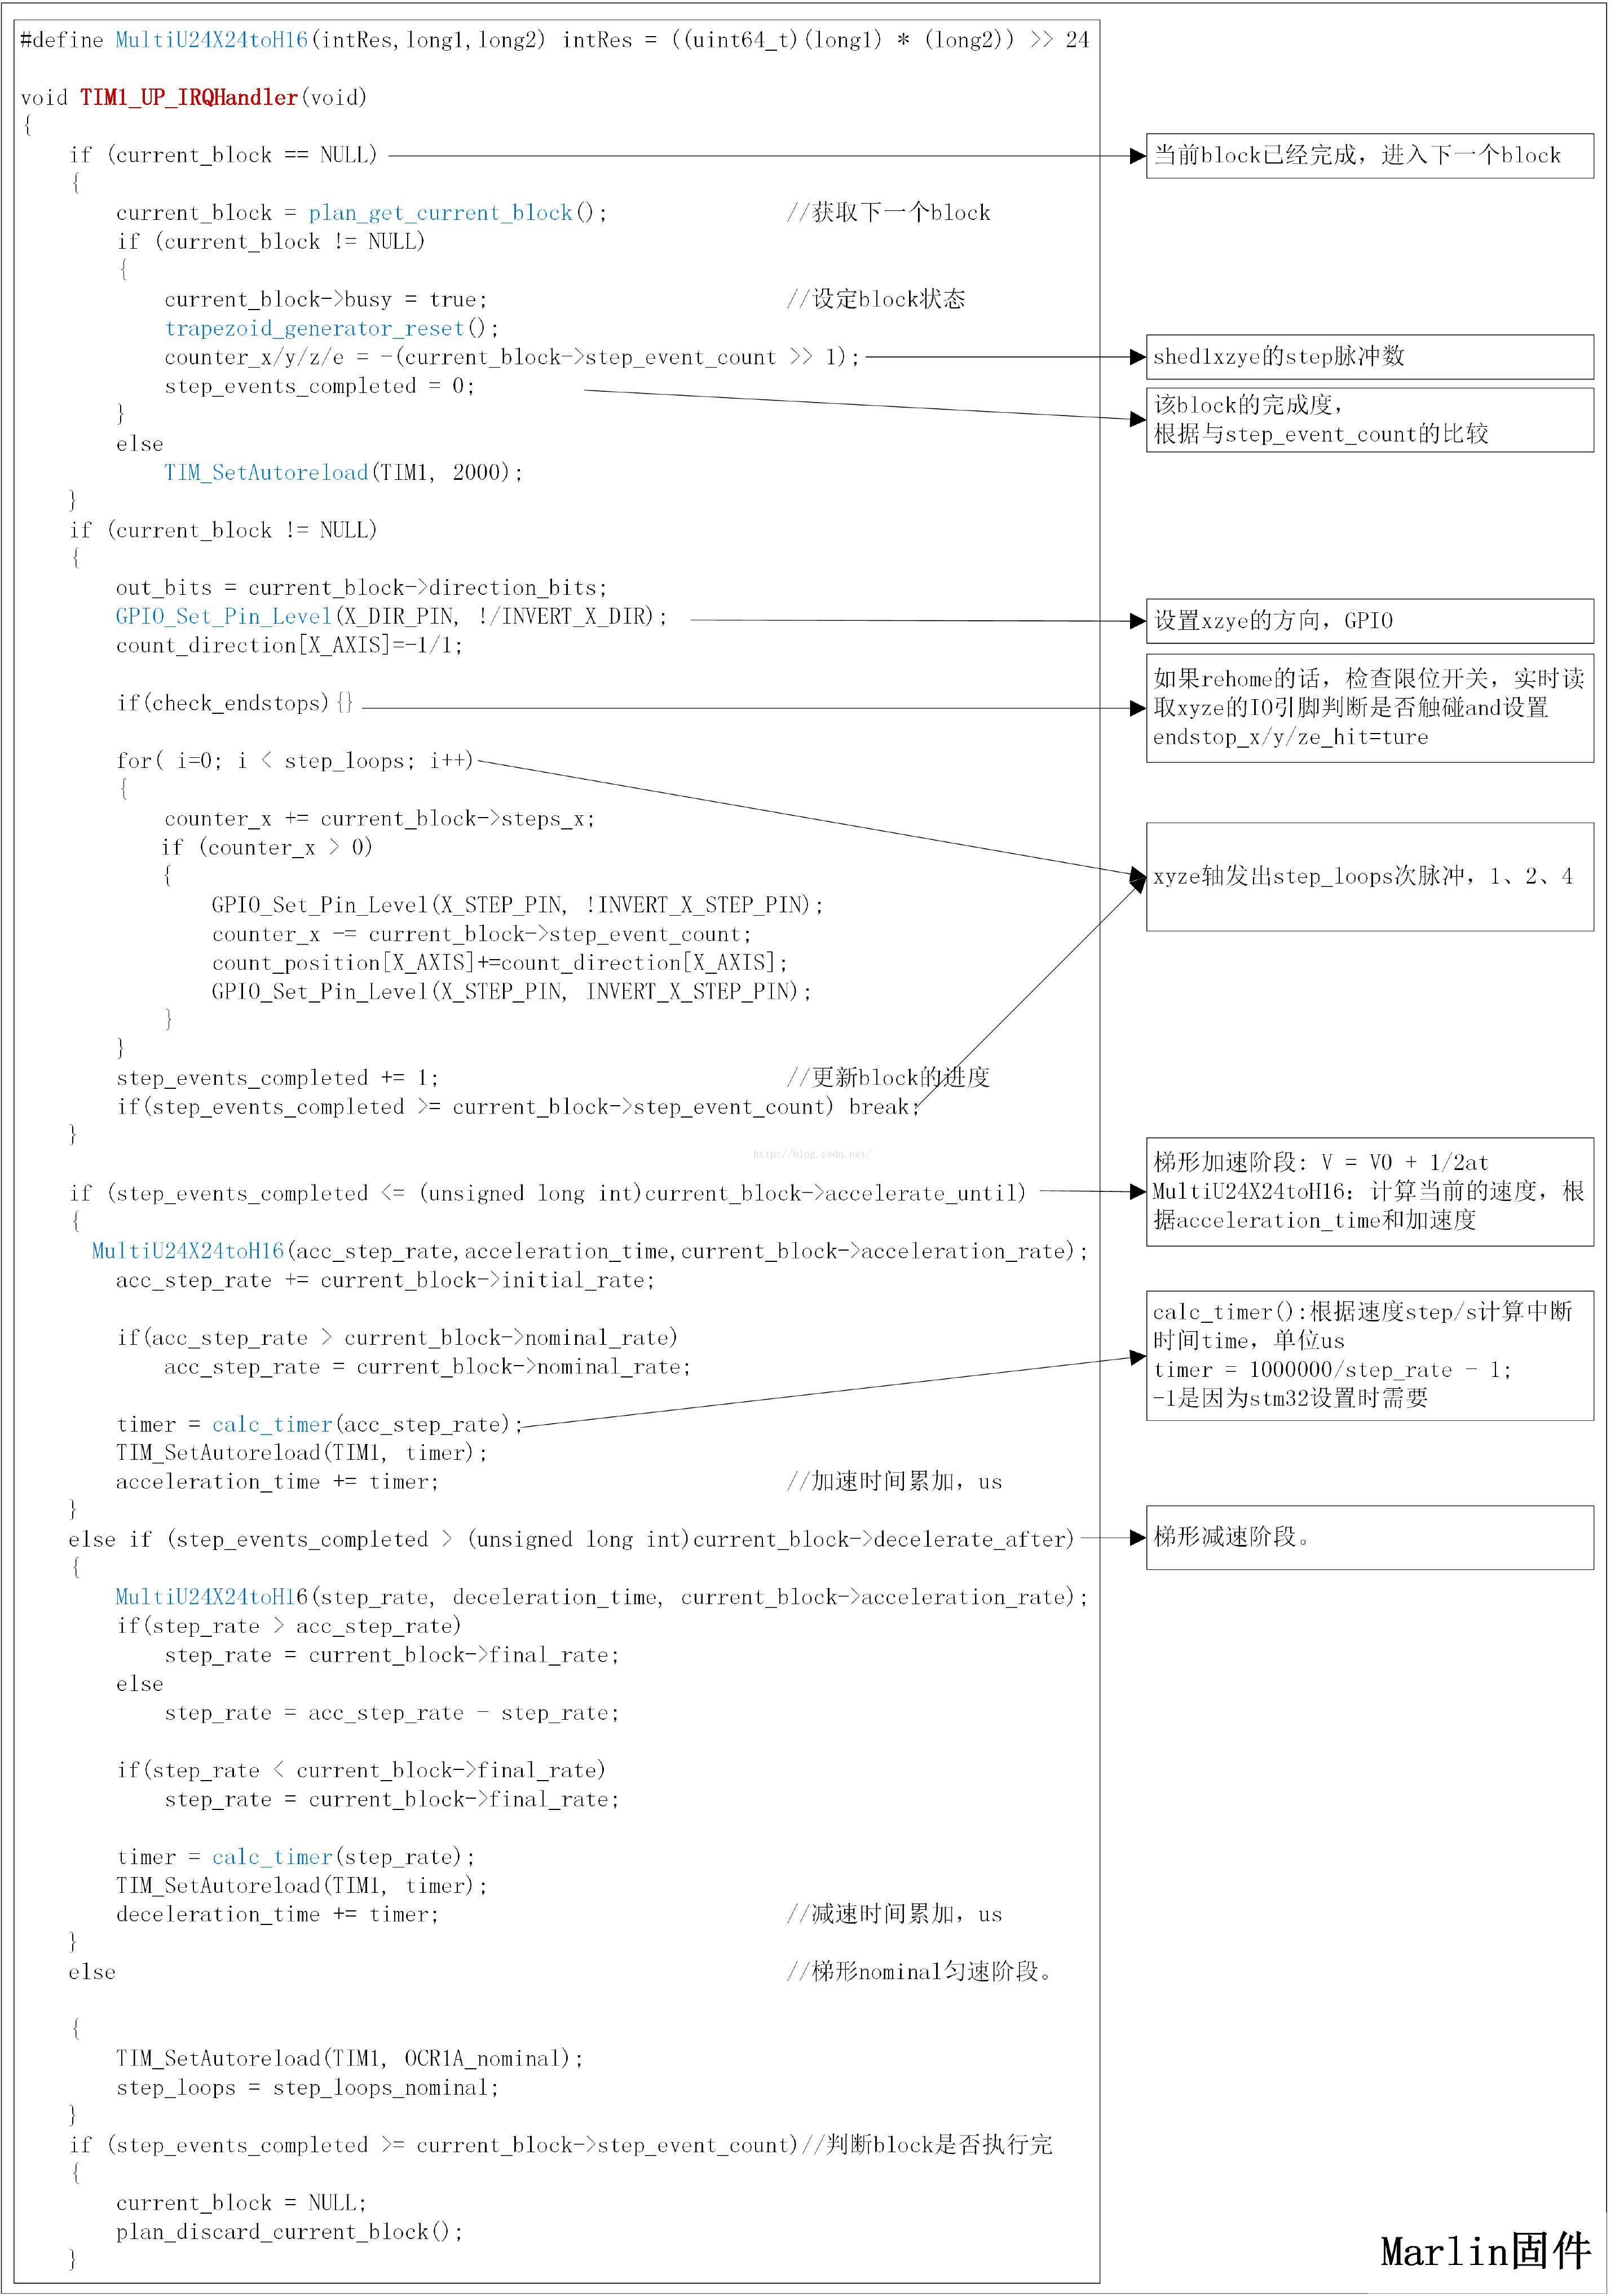 #define MultiU24X24toH16(intRes,long1,long2) intRes = ((uint64_t)(long1) * (long2)) >> 24
void TIM1_UP_IRQHandler(void)
{
if (current_block == NULL)
当前block已经完成，进入下一个block
{
current_block = plan_get_current_block(); //获取下一个block
if (current_block != NULL)
{
current_block->busy = true; //设定block状态
trapezoid_generator_reset();
counter_x/y/z/e = -(current_block->step_event_count >> 1);
shed1xzye的step脉冲数
step_events_completed = 0;
该block的完成度，
根据与step_event_count的比较
}
else
TIM_SetAutoreload(TIM1, 2000);
}
if (current_block != NULL)
{
out_bits = current_block->direction_bits;
GPIO_Set_Pin_Level(X_DIR_PIN, !/INVERT_X_DIR);
设置xzye的方向，GPIO
count_direction[X_AXIS]=-1/1;
if(check_endstops){}
如果rehome的话，检查限位开关，实时读
取xyze的IO引脚判断是否触碰and设置
endstop_x/y/ze_hit=ture
for( i=0; i < step_loops; i++)
{
counter_x += current_block->steps_x;
if (counter_x > 0)
{
xyze轴发出step_loops次脉冲，1、2、4
GPIO_Set_Pin_Level(X_STEP_PIN, !INVERT_X_STEP_PIN);
counter_x -= current_block->step_event_count;
count_position[X_AXIS]+=count_direction[X_AXIS];
GPIO_Set_Pin_Level(X_STEP_PIN, INVERT_X_STEP_PIN);
}
}
step_events_completed += 1; //更新block的进度
if(step_events_completed >= current_block->step_event_count) break;
}
http://blog.csdn.net/
if (step_events_completed <= (unsigned long int)current_block->accelerate_until)
梯形加速阶段: V = V0 + 1/2at
MultiU24X24toH16: 计算当前的速度，根
据acceleration_time和加速度
{
MultiU24X24toH16(acc_step_rate,acceleration_time,current_block->acceleration_rate);
acc_step_rate += current_block->initial_rate;
if(acc_step_rate > current_block->nominal_rate)
acc_step_rate = current_block->nominal_rate;
calc_timer():根据速度step/s计算中断
时间time，单位us
timer = 1000000/step_rate - 1;
-1是因为stm32设置时需要
timer = calc_timer(acc_step_rate);
TIM_SetAutoreload(TIM1, timer);
acceleration_time += timer; //加速时间累加，us
}
else if (step_events_completed > (unsigned long int)current_block->decelerate_after)
梯形减速阶段。
{
MultiU24X24toH16(step_rate, deceleration_time, current_block->acceleration_rate);
if(step_rate > acc_step_rate)
step_rate = current_block->final_rate;
else
step_rate = acc_step_rate - step_rate;
if(step_rate < current_block->final_rate)
step_rate = current_block->final_rate;
timer = calc_timer(step_rate);
TIM_SetAutoreload(TIM1, timer);
deceleration_time += timer; //减速时间累加，us
}
else //梯形nominal匀速阶段。
{
TIM_SetAutoreload(TIM1, OCR1A_nominal);
step_loops = step_loops_nominal;
}
if (step_events_completed >= current_block->step_event_count)//判断block是否执行完
{
current_block = NULL;
plan_discard_current_block();
}
Marlin固件